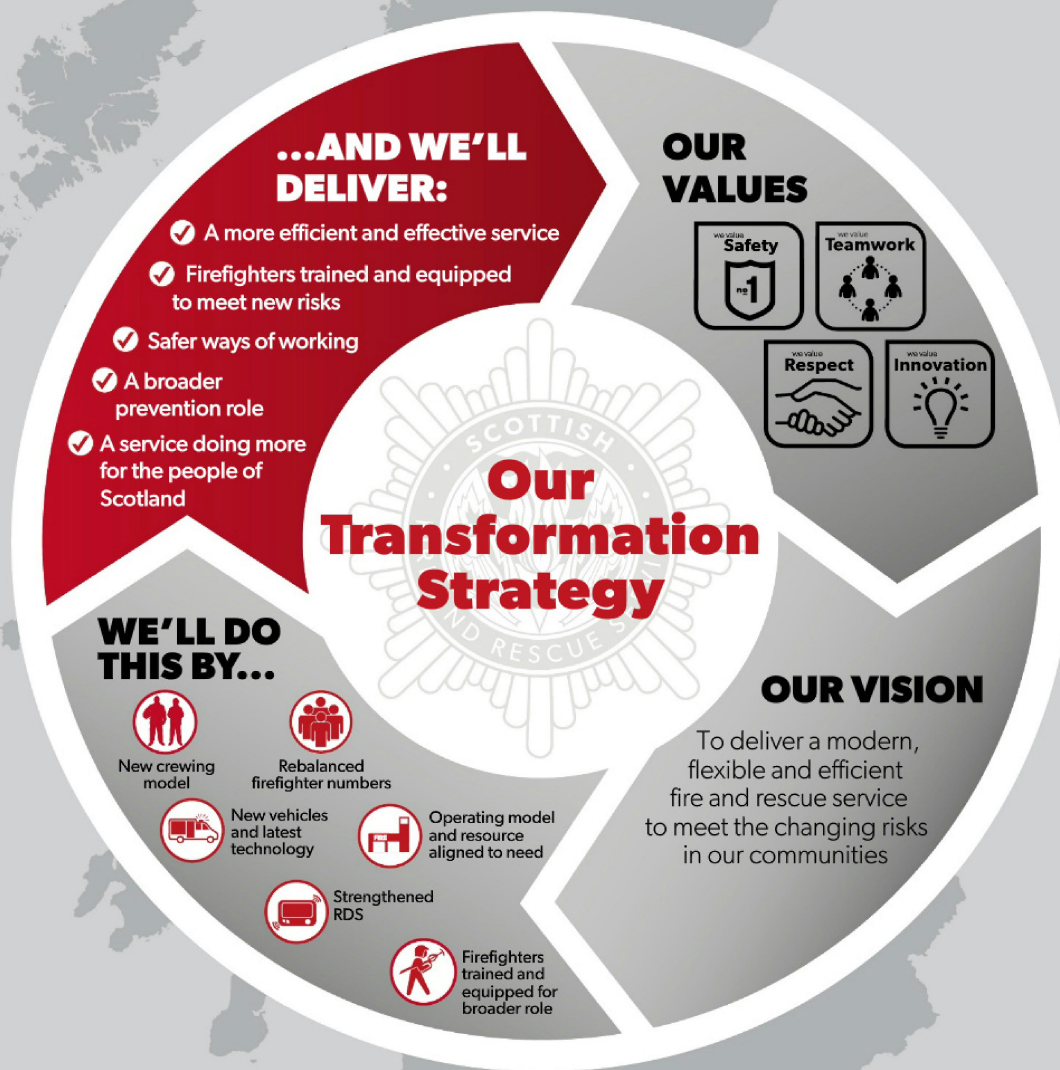 Our
Transformation
Strategy
SCOTTISH
AND RESCUE
OUR
VALUES
we value
Safety
no 1
we value
Teamwork
we value
Respect
we value
Innovation
OUR VISION
To deliver a modern,
flexible and efficient
fire and rescue service
to meet the changing risks
in our communities
WE'LL DO
THIS BY...
New crewing
model
Rebalanced
firefighter numbers
New vehicles
and latest
technology
FIRE
Operating model
and resource
aligned to need
Strengthened
RDS
Firefighters
trained and
equipped for
broader role
...AND WE'LL
DELIVER:
A more efficient and effective service
Firefighters trained and equipped
to meet new risks
Safer ways of working
A broader
prevention role
A service doing more
for the people of
Scotland